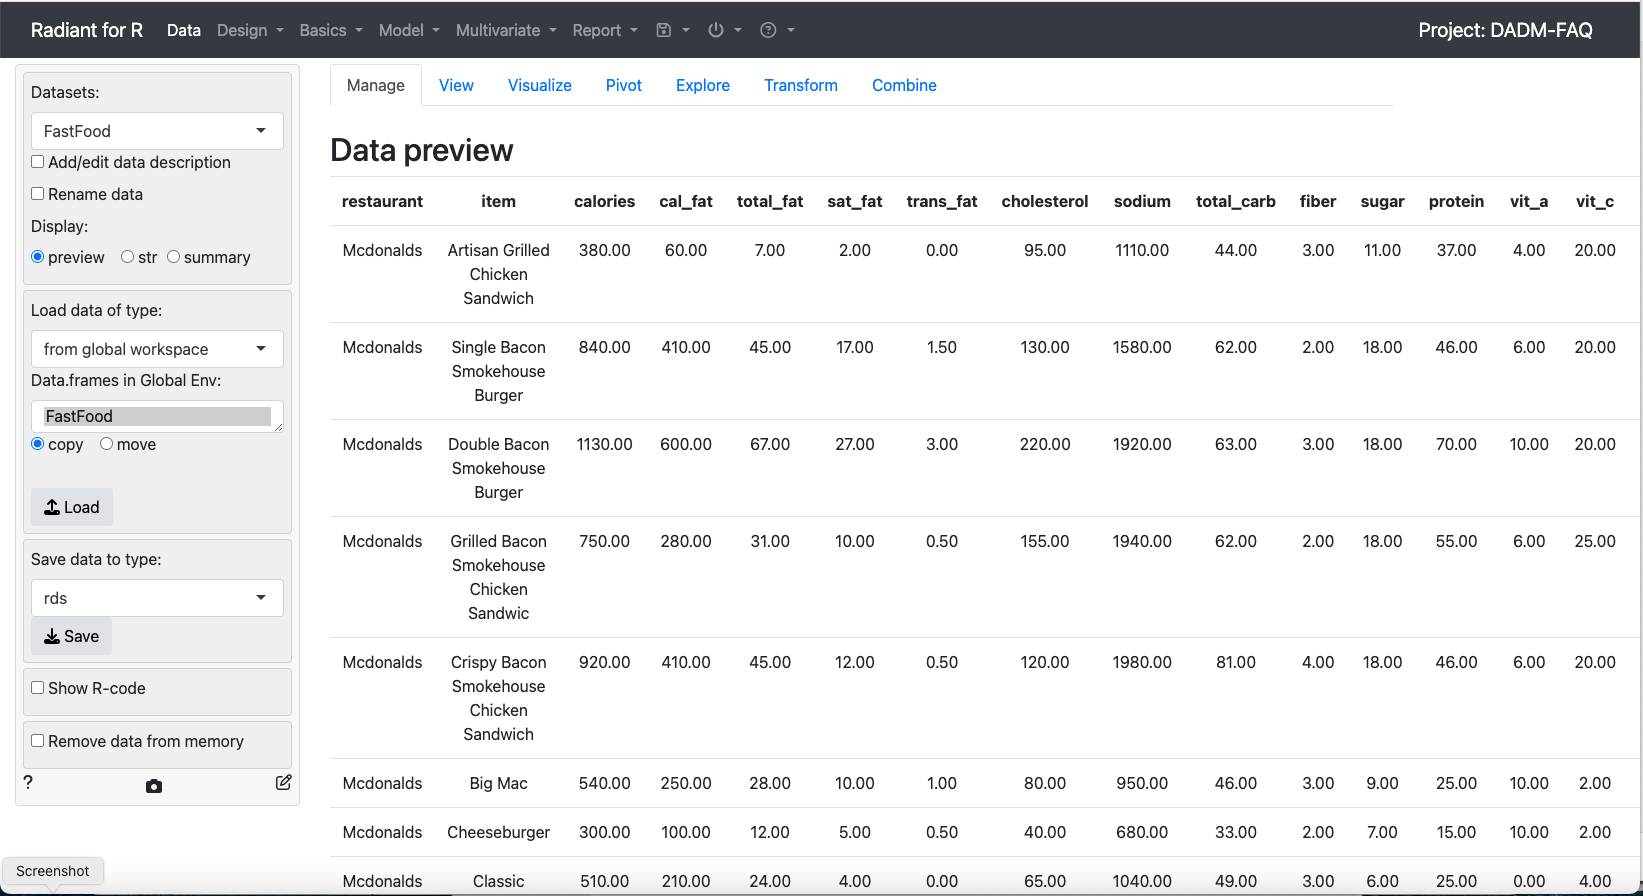 Radiant for R Data Design Basics Model Multivariate Report Project: DADM-FAQ
Datasets:
FastFood
Add/edit data description
Rename data
Display:
preview str summary
Load data of type:
from global workspace
Data.frames in Global Env:
FastFood
copy move
Load
Save data to type:
rds
Save
Show R-code
Remove data from memory
?
Screenshot
Manage View Visualize Pivot Explore Transform Combine
Data preview
restaurant item calories cal_fat total_fat sat_fat trans_fat cholesterol sodium total_carb fiber sugar protein vit_a vit_c
Mcdonalds Artisan Grilled 380.00 60.00 7.00 2.00 0.00 95.00 1110.00 44.00 3.00 11.00 37.00 4.00 20.00
Chicken
Sandwich
Mcdonalds Single Bacon 840.00 410.00 45.00 17.00 1.50 130.00 1580.00 62.00 2.00 18.00 46.00 6.00 20.00
Smokehouse
Burger
Mcdonalds Double Bacon 1130.00 600.00 67.00 27.00 3.00 220.00 1920.00 63.00 3.00 18.00 70.00 10.00 20.00
Smokehouse
Burger
Mcdonalds Grilled Bacon 750.00 280.00 31.00 10.00 0.50 155.00 1940.00 62.00 2.00 18.00 55.00 6.00 25.00
Smokehouse
Chicken
Sandwic
Mcdonalds Crispy Bacon 920.00 410.00 45.00 12.00 0.50 120.00 1980.00 81.00 4.00 18.00 46.00 6.00 20.00
Smokehouse
Chicken
Sandwich
Mcdonalds Big Mac 540.00 250.00 28.00 10.00 1.00 80.00 950.00 46.00 3.00 9.00 25.00 10.00 2.00
Mcdonalds Cheeseburger 300.00 100.00 12.00 5.00 0.50 40.00 680.00 33.00 2.00 7.00 15.00 10.00 2.00
Mcdonalds Classic 510.00 210.00 24.00 4.00 0.00 65.00 1040.00 49.00 3.00 6.00 25.00 0.00 4.00